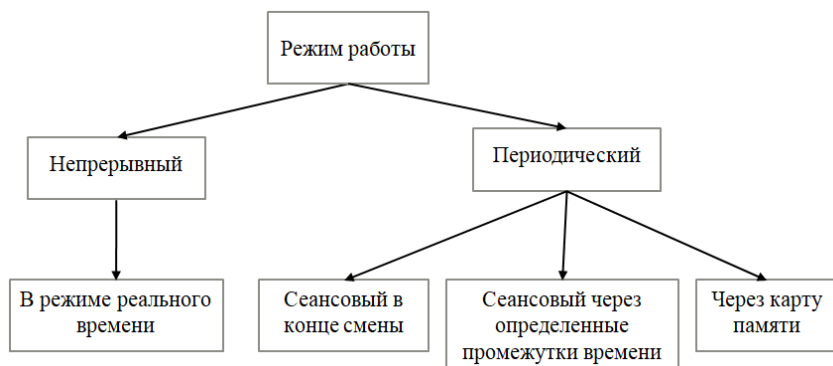 Режим работы
Непрерывный
Периодический
В режиме реального
времени
Сеансовый в
конце смены
Сеансовый через
определенные
промежутки времени
Через карту
памяти